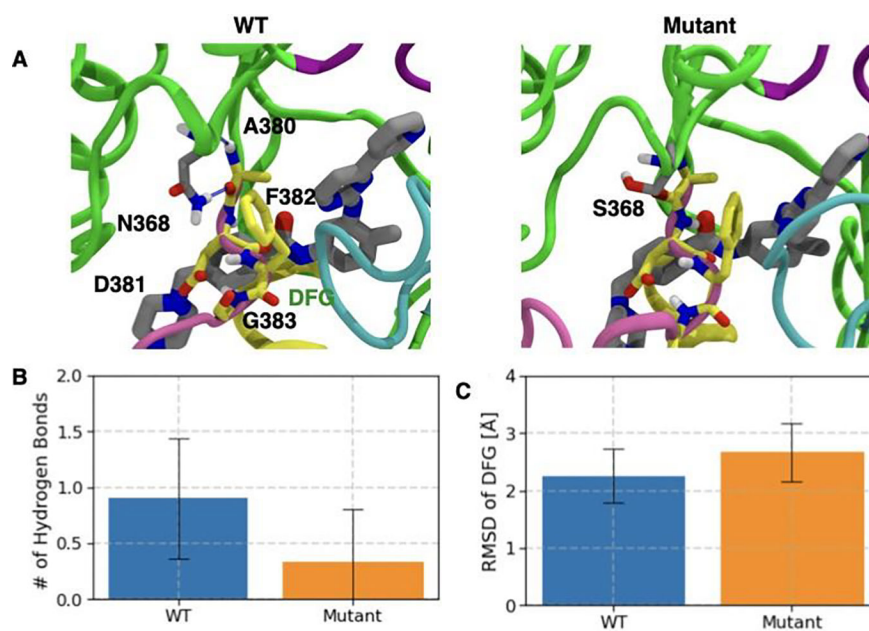 WT
Mutant
A
A380
F382
N368
D381
DFG
G383
S368
B
# of Hydrogen Bonds
2.0
1.5
1.0
0.5
0.0
WT
Mutant
C
RMSD of DFG [Å]
4
3
2
1
0
WT
Mutant